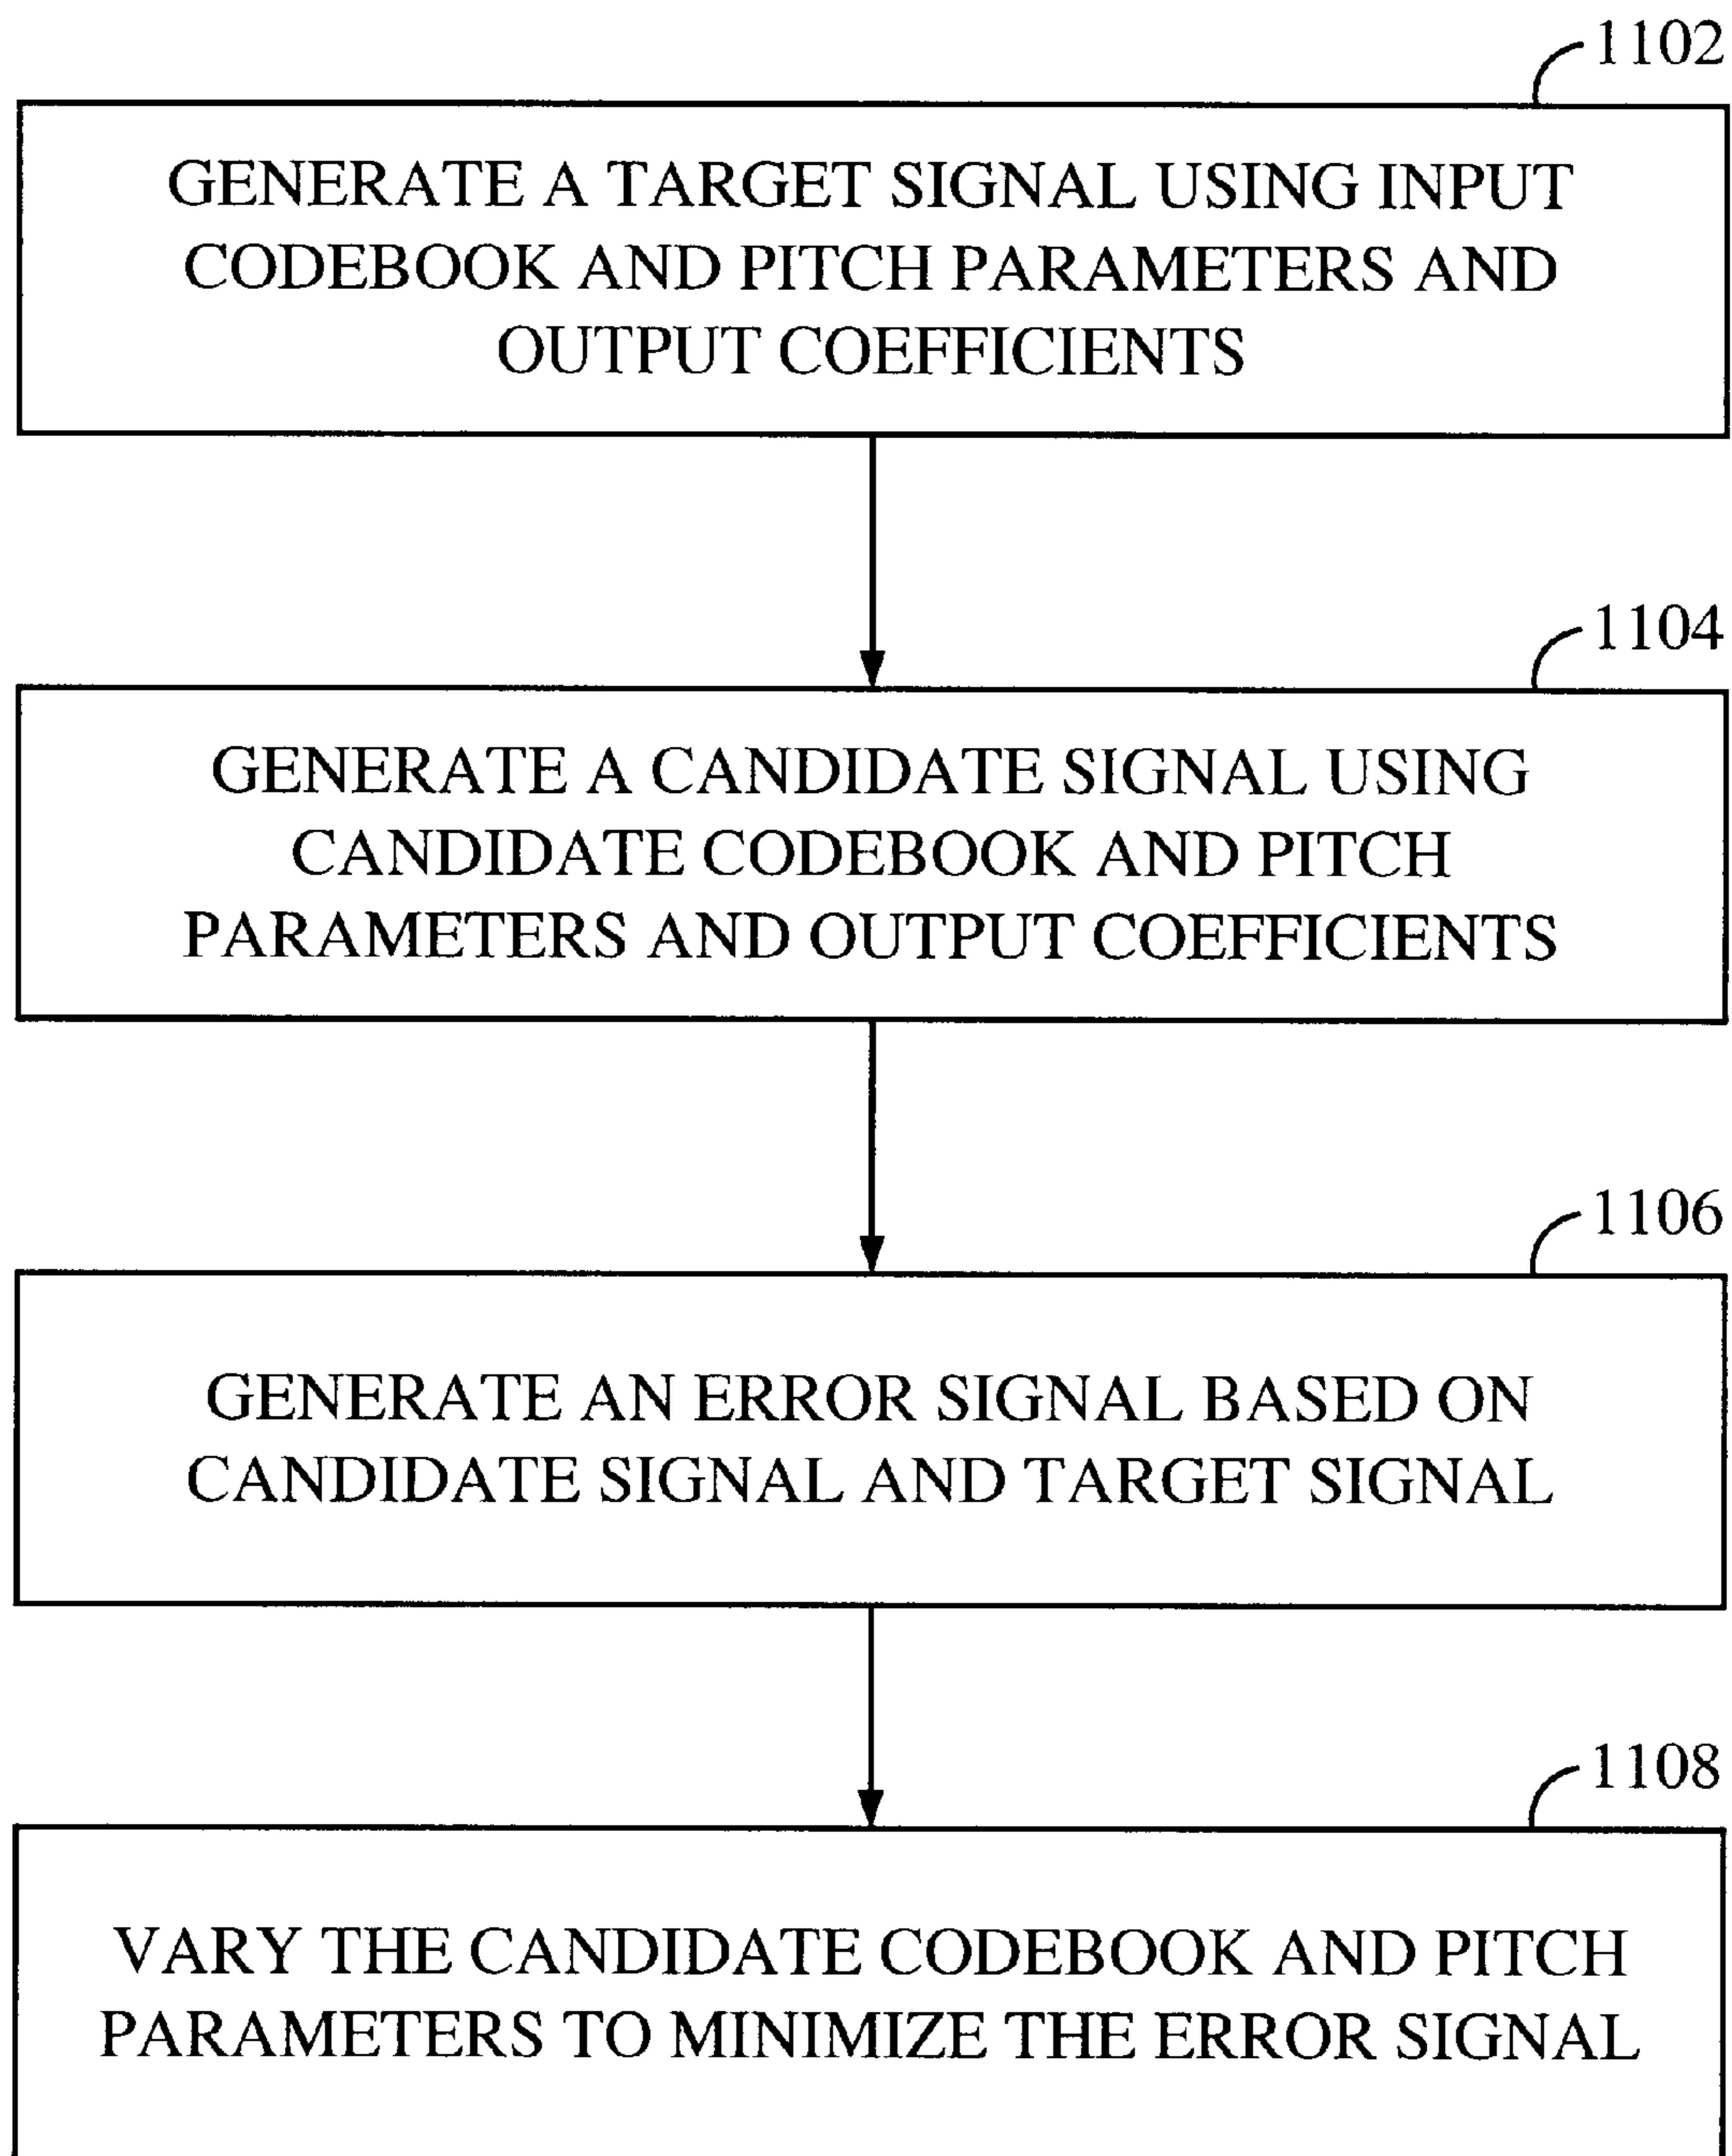 1102
GENERATE A TARGET SIGNAL USING INPUT
CODEBOOK AND PITCH PARAMETERS AND
OUTPUT COEFFICIENTS
1104
GENERATE A CANDIDATE SIGNAL USING
CANDIDATE CODEBOOK AND PITCH
PARAMETERS AND OUTPUT COEFFICIENTS
1106
GENERATE AN ERROR SIGNAL BASED ON
CANDIDATE SIGNAL AND TARGET SIGNAL
1108
VARY THE CANDIDATE CODEBOOK AND PITCH
PARAMETERS TO MINIMIZE THE ERROR SIGNAL